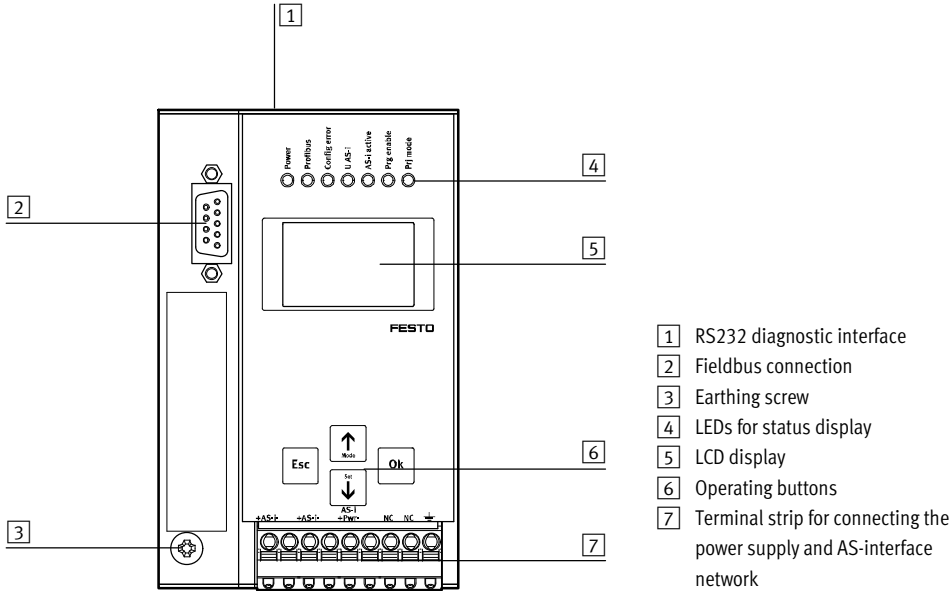 1
Power
Profibus
Config error
U AS-i
AS-i active
Prg enable
Prj mode
4
2
5
FESTO
1 RS232 diagnostic interface
2 Fieldbus connection
3 Earthing screw
4 LEDs for status display
5 LCD display
6 Operating buttons
7 Terminal strip for connecting the
power supply and AS-interface
network
Mode
Esc
Ok
6
Set
AS-i
+AS-i- +AS-i- +Pwr- NC NC
3
7